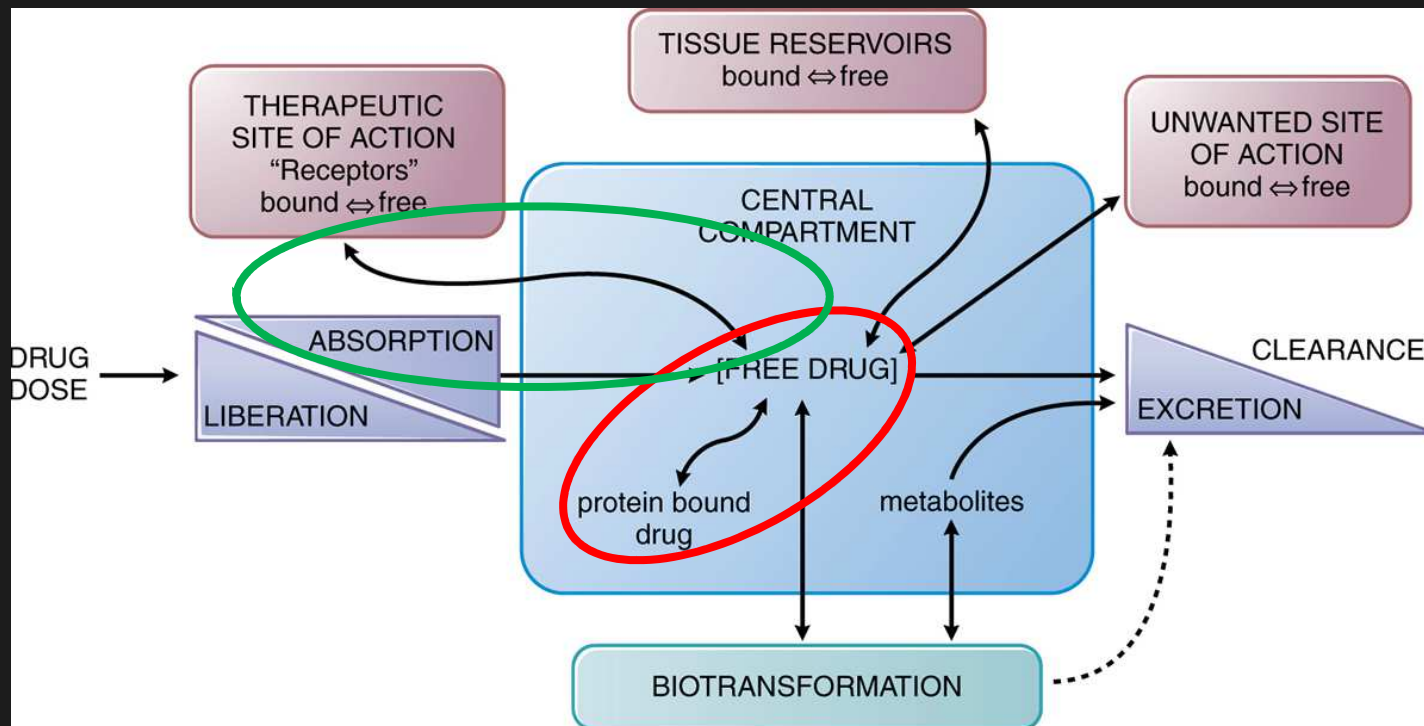 TISSUE RESERVOIRS
bound ⇔ free
THERAPEUTIC
SITE OF ACTION
“Receptors”
bound ⇔ free
UNWANTED SITE
OF ACTION
bound ⇔ free
CENTRAL
COMPARTMENT
DRUG
DOSE
ABSORPTION
LIBERATION
[FREE DRUG]
CLEARANCE
EXCRETION
protein bound
drug
metabolites
BIOTRANSFORMATION